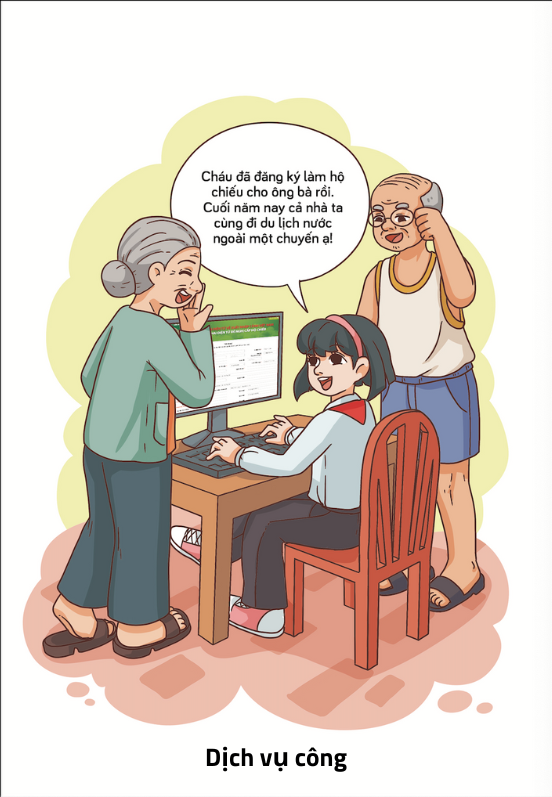 Cháu đã đăng ký làm hộ
chiếu cho ông bà rồi.
Cuối năm nay cả nhà ta
cùng đi du lịch nước
ngoài một chuyến ạ!
Dịch vụ công